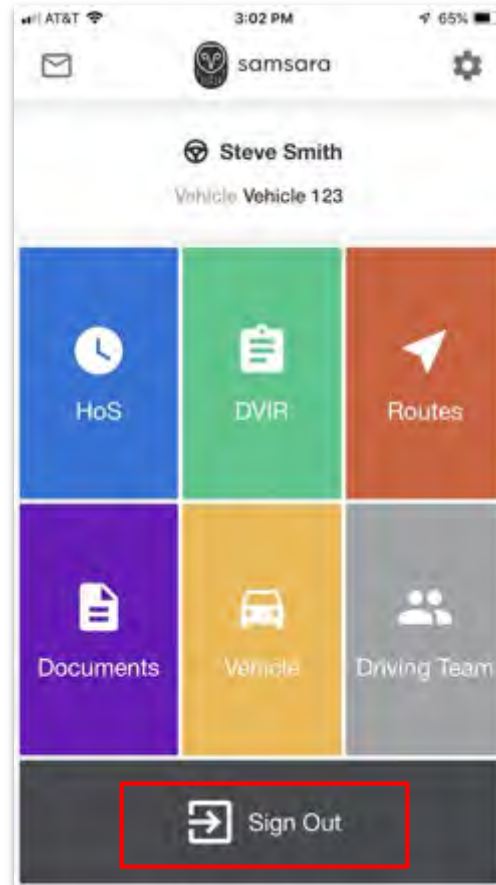 AT&T 3:02 PM 65%
samsara
Steve Smith
Vehicle Vehicle 123
HoS DVIR Routes
Documents Vehicle Driving Team
Sign Out